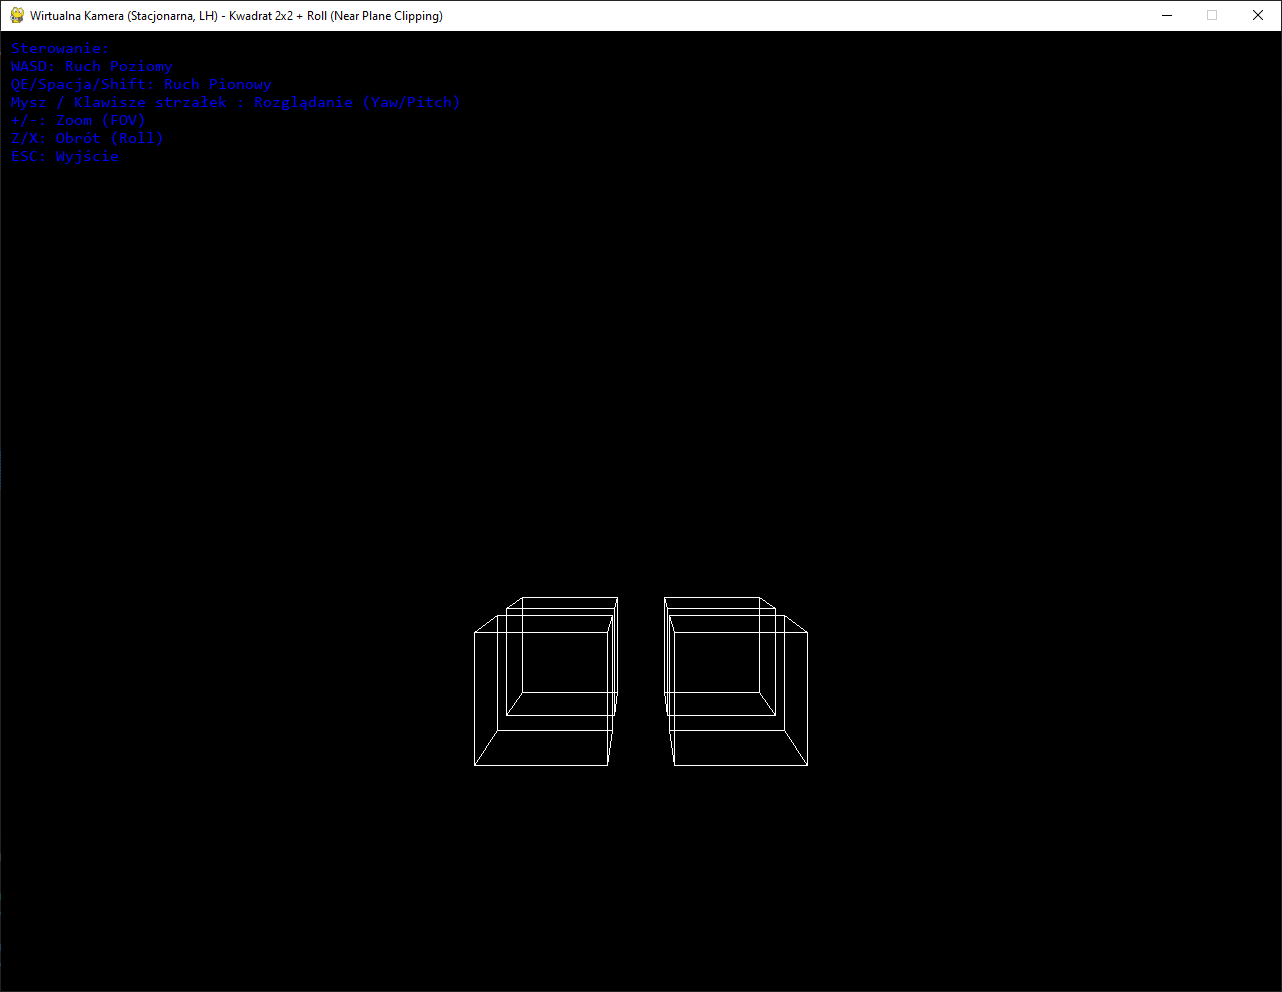 Wirtualna Kamera (Stacjonarna, LH) - Kwadrat 2x2 + Roll (Near Plane Clipping)
Sterowanie:
WASD: Ruch Poziomy
QE/Spacja/Shift: Ruch Pionowy
Mysz / Klawisze strzałek : Rozglądanie (Yaw/Pitch)
+/-: Zoom (FOV)
Z/X: Obrót (Roll)
ESC: Wyjście